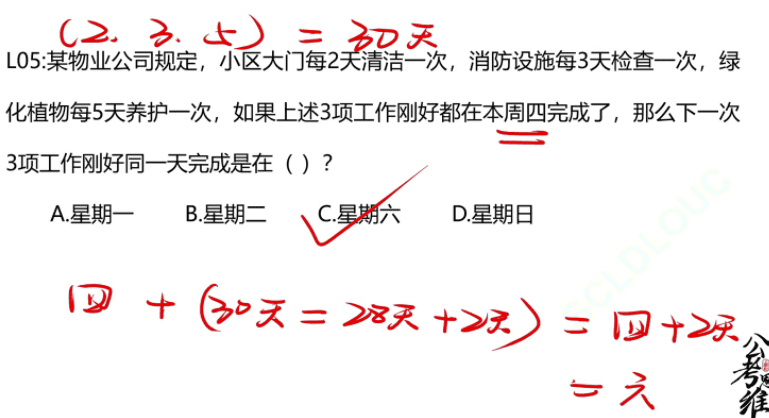 (2. 3. 5) = 30天
L05:某物业公司规定，小区大门每2天清洁一次，消防设施每3天检查一次，绿
化植物每5天养护一次，如果上述3项工作刚好都在本周四完成了，那么下一次
3项工作刚好同一天完成是在（ ）？
A.星期一 B.星期二 C.星期六 D.星期日
四 + (30天 = 28天+2天) = 四+2天
= 六
公考思维